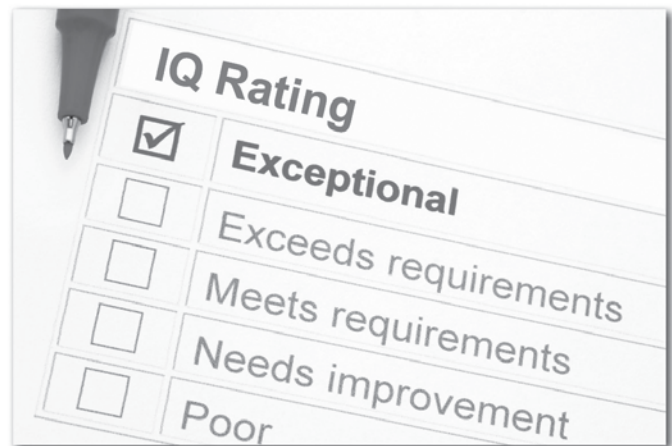 IQ Rating
Exceptional
Exceeds requirements
Meets requirements
Needs improvement
Poor